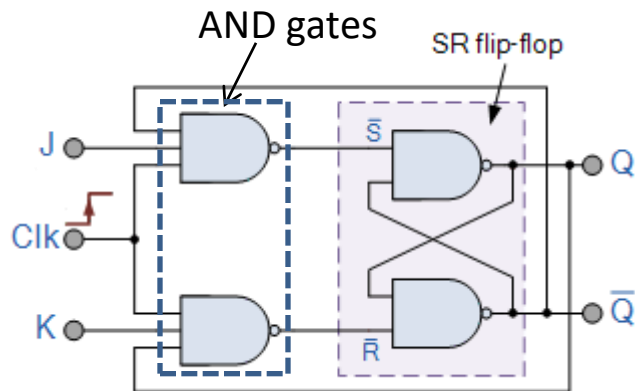 AND gates
SR flip-flop
J
S̅
Q
Clk
K
R̅
Q̅